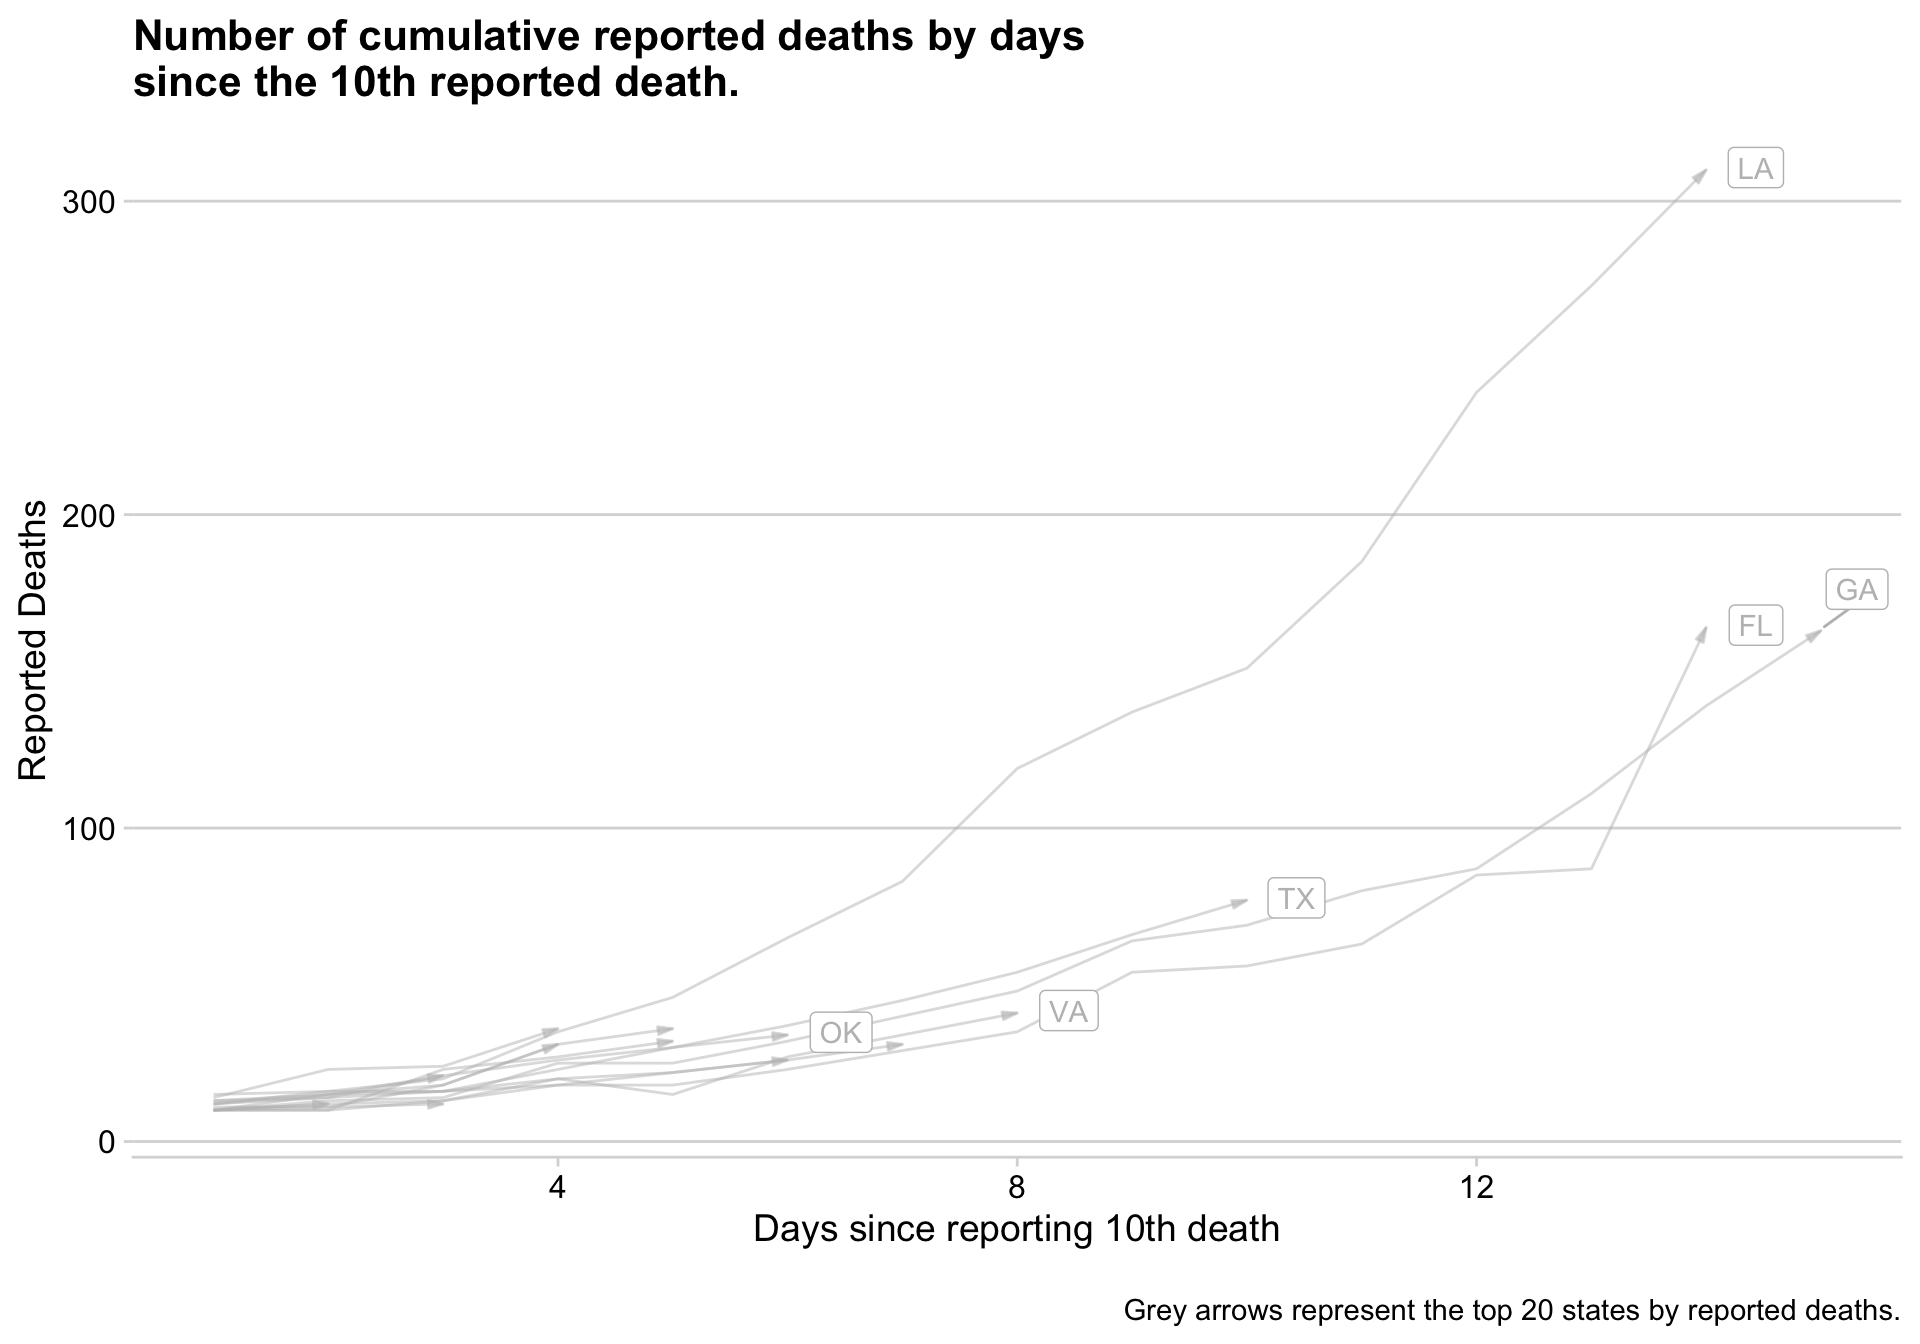 Number of cumulative reported deaths by days
since the 10th reported death.
LA
300
GA
FL
200
Reported Deaths
100
TX
VA
OK
0
4
8
12
Days since reporting 10th death
Grey arrows represent the top 20 states by reported deaths.